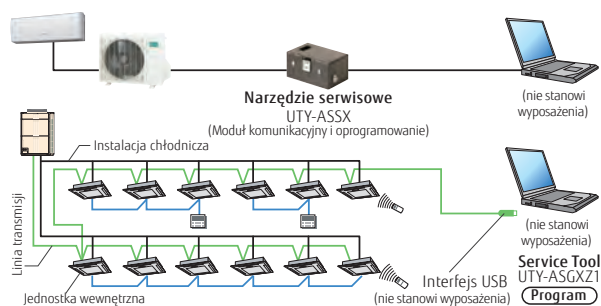 Narzędzie serwisowe
UTY-ASSX
(Moduł komunikacyjny i oprogramowanie)
(nie stanowi
wyposażenia)
Instalacja chłodnicza
Linia transmisji
Jednostka wewnętrzna
Interfejs USB
(nie stanowi wyposażenia)
(nie stanowi
wyposażenia)
Service Tool
UTY-ASGXZ1
Program